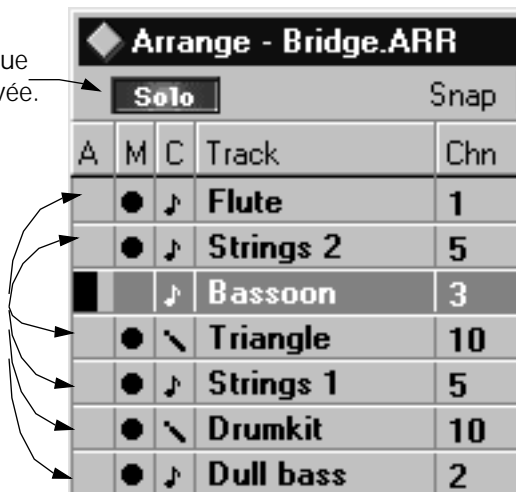 Arrange - Bridge.ARR
ue
vée.
Solo
Snap
A M C Track Chn
Flute 1
Strings 2 5
Bassoon 3
Triangle 10
Strings 1 5
Drumkit 10
Dull bass 2